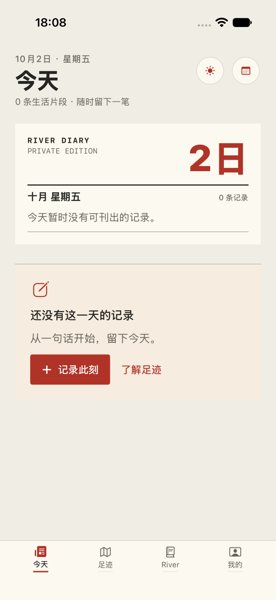 18:08
10月2日 · 星期五
今天
0 条生活片段 · 随时留下一笔
RIVER DIARY
PRIVATE EDITION
2日
十月 星期五
0 条记录
今天暂时没有可刊出的记录。
还没有这一天的记录
从一句话开始，留下今天。
+ 记录此刻
了解足迹
今天
足迹
River
我的